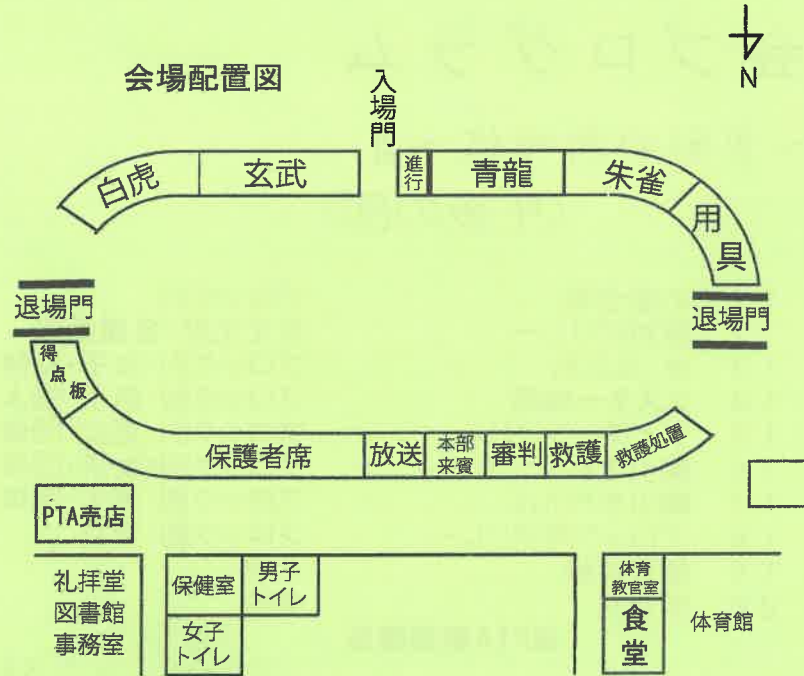 会場配置図
入場門
N
白虎
玄武
進行
青龍
朱雀
用具
退場門
退場門
得点板
保護者席
放送
本部
来賓
審判
救護
救護処置
PTA売店
礼拝堂
図書館
事務室
保健室
男子
トイレ
女子
トイレ
体育
教官室
食堂
体育館